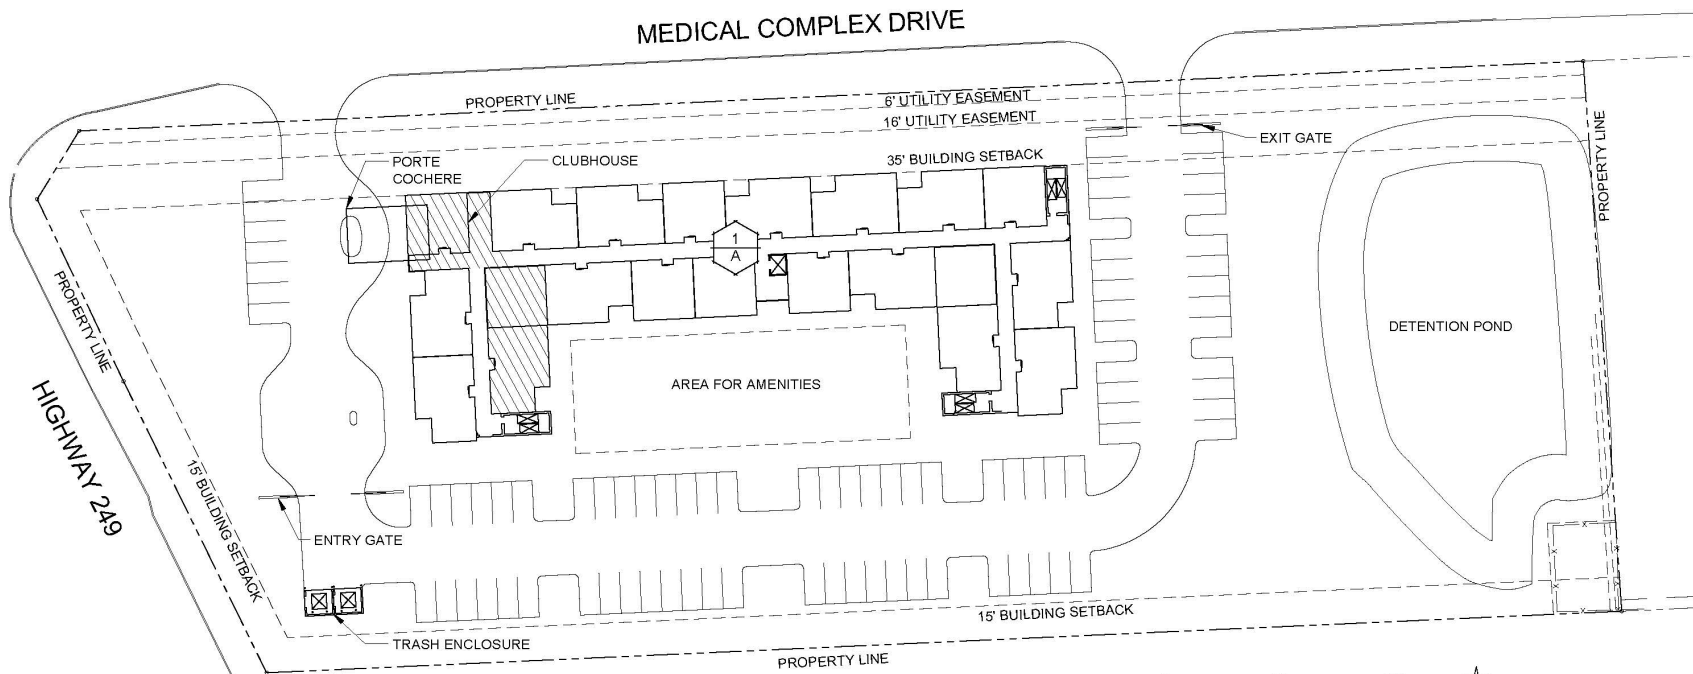 MEDICAL COMPLEX DRIVE
PROPERTY LINE
6' UTILITY EASEMENT
16' UTILITY EASEMENT
EXIT GATE
PROPERTY LINE
PORTE
COCHERE
CLUBHOUSE
35' BUILDING SETBACK
1
A
PROPERTY LINE
DETENTION POND
AREA FOR AMENITIES
HIGHWAY 249
15' BUILDING SETBACK
ENTRY GATE
15' BUILDING SETBACK
TRASH ENCLOSURE
PROPERTY LINE